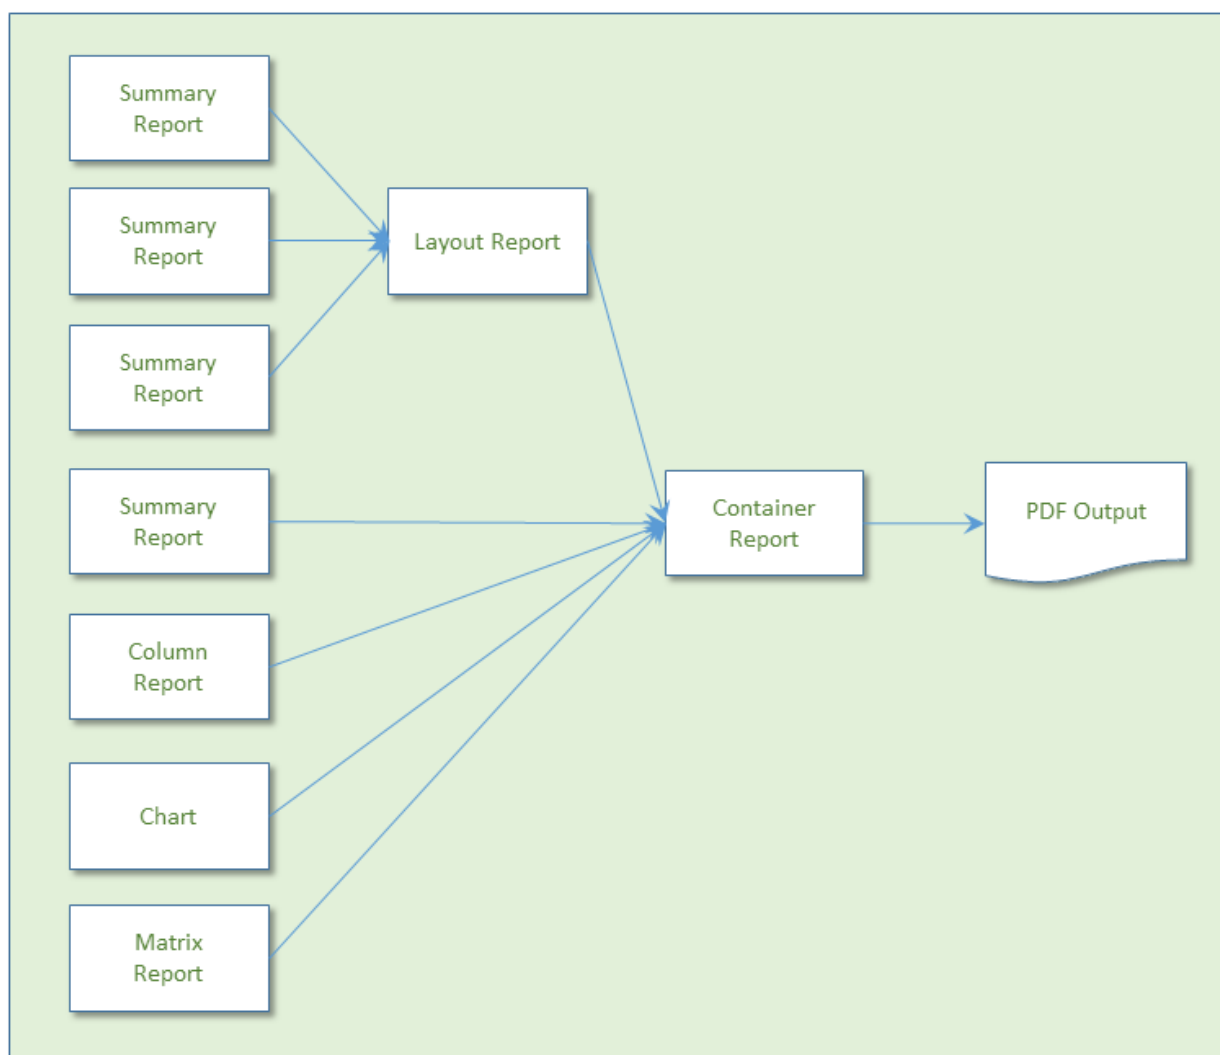 Summary
Report
Summary
Report
Layout Report
Summary
Report
Summary
Report
Container
Report
PDF Output
Column
Report
Chart
Matrix
Report